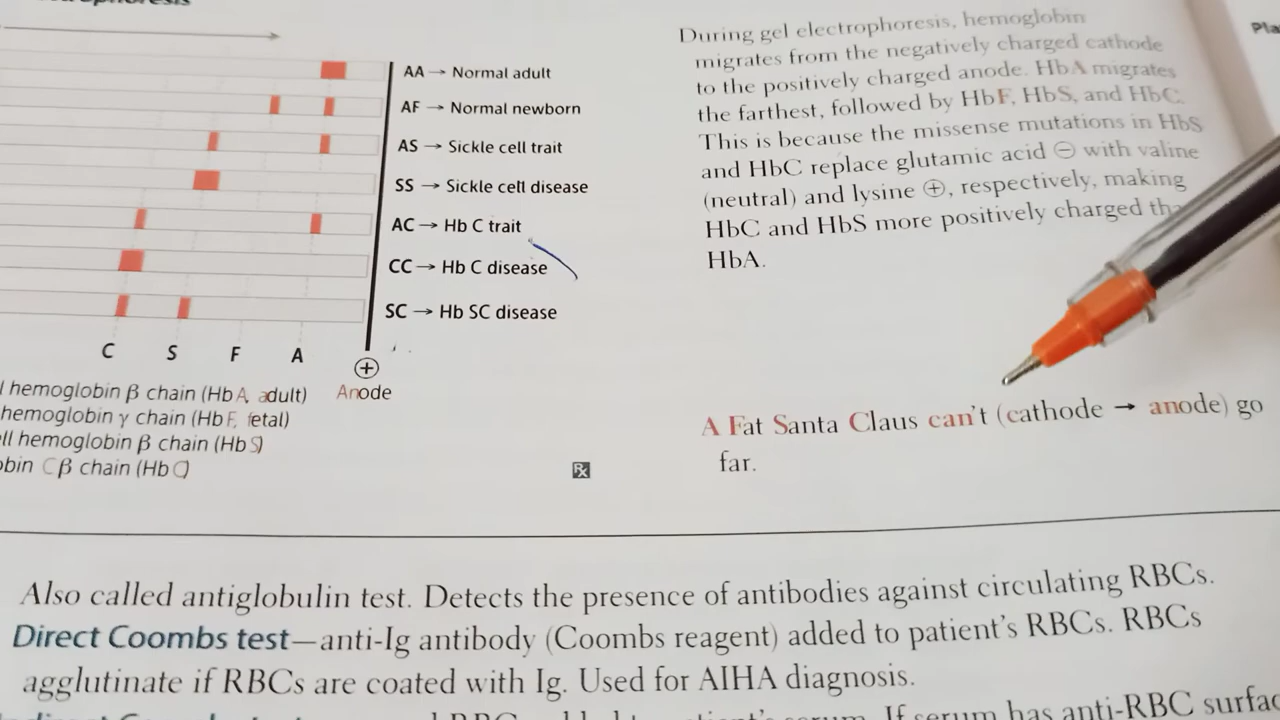 AA → Normal adult
AF → Normal newborn
AS → Sickle cell trait
SS → Sickle cell disease
AC → Hb C trait
CC → Hb C disease
SC → Hb SC disease
C S F A
+
Anode
hemoglobin β chain (HbA, adult)
hemoglobin γ chain (HbF, fetal)
hemoglobin β chain (HbS)
Cβ chain (HbC)
During gel electrophoresis, hemoglobin
migrates from the negatively charged cathode
to the positively charged anode. HbA migrates
the farthest, followed by HbF, HbS, and HbC.
This is because the missense mutations in HbS
and HbC replace glutamic acid ⊖ with valine
(neutral) and lysine ⊕, respectively, making
HbC and HbS more positively charged
HbA.
A Fat Santa Claus can't (cathode → anode) go
far.
Rx
Also called antiglobulin test. Detects the presence of antibodies against circulating RBCs.
Direct Coombs test—anti-Ig antibody (Coombs reagent) added to patient's RBCs. RBCs
agglutinate if RBCs are coated with Ig. Used for AIHA diagnosis.
If serum has anti-RBC